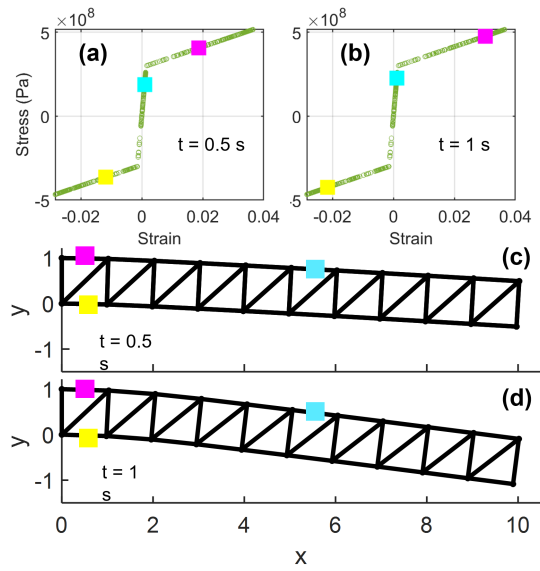 ×10⁸ ×10⁸
5 (a) 5 (b)
Stress (Pa) 0 0
t = 0.5 s t = 1 s
-5 -5
-0.02 0 0.02 0.04 -0.02 0 0.02 0.04
Strain Strain
1 (c)
y 0
-1 t = 0.5
s
1 (d)
y 0
-1 t = 1
s
0 2 4 6 8 10
x